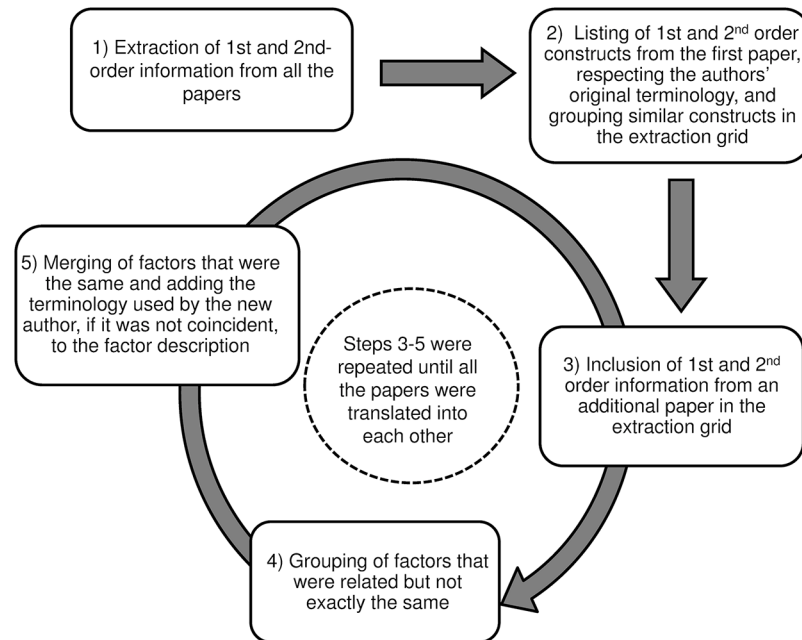 1) Extraction of 1st and 2nd-
order information from all the
papers
2) Listing of 1st and 2nd order
constructs from the first paper,
respecting the authors'
original terminology, and
grouping similar constructs in
the extraction grid
3) Inclusion of 1st and 2nd
order information from an
additional paper in the
extraction grid
4) Grouping of factors that
were related but not
exactly the same
5) Merging of factors that were
the same and adding the
terminology used by the new
author, if it was not coincident,
to the factor description
Steps 3-5 were
repeated until all
the papers were
translated into
each other